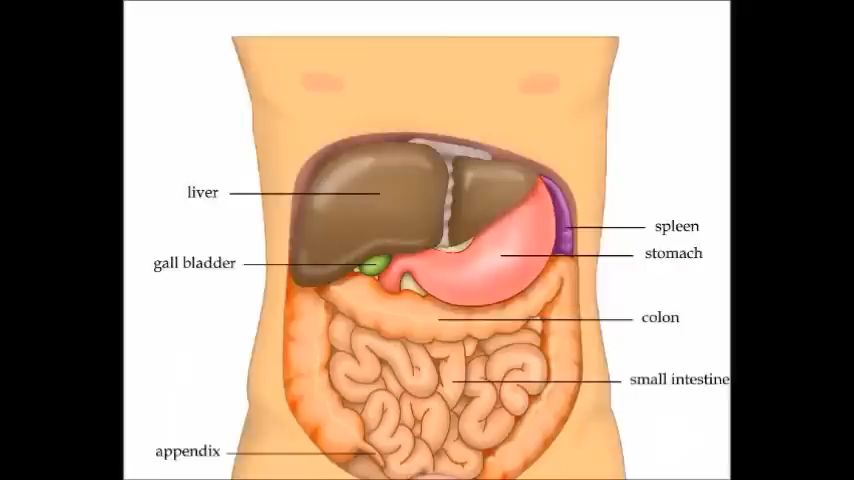 liver
gall bladder
appendix
spleen
stomach
colon
small intestine